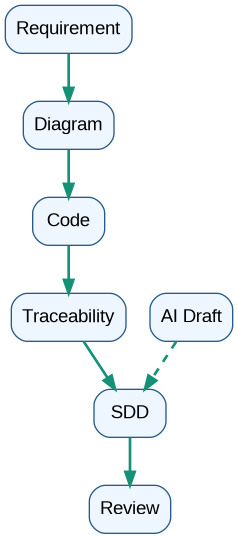 Requirement
Diagram
Code
Traceability
AI Draft
SDD
Review